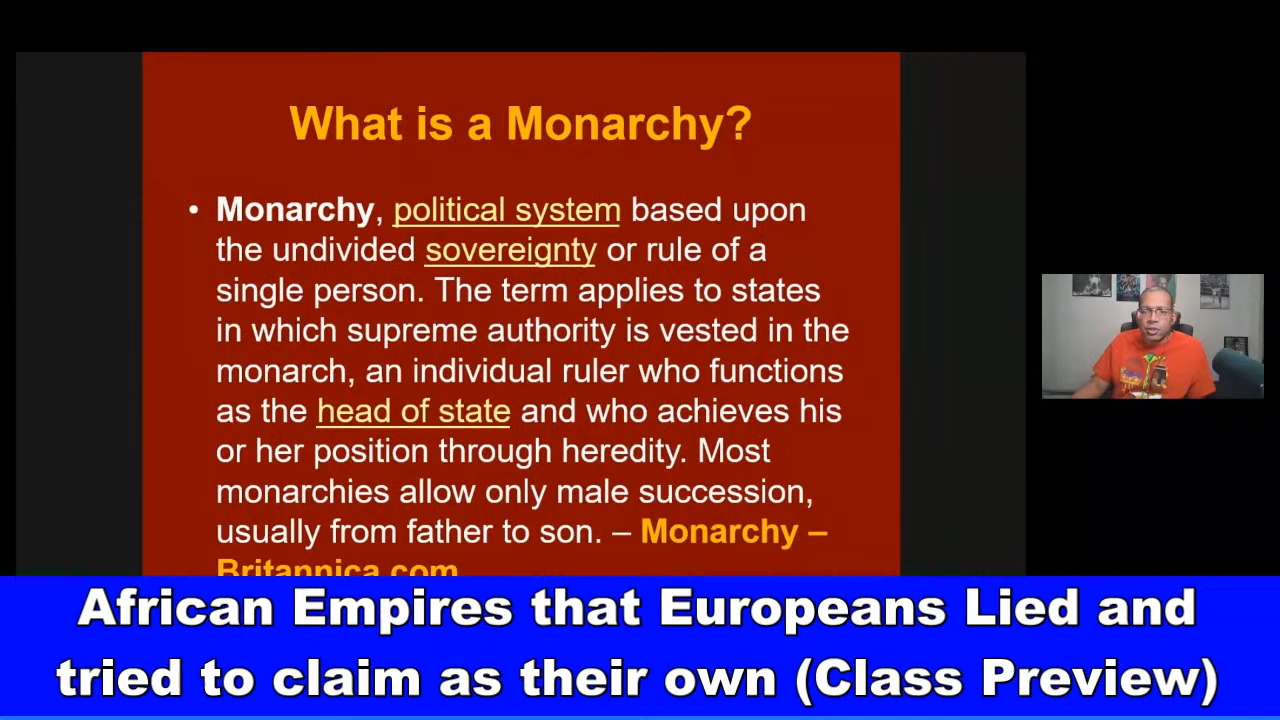 What is a Monarchy?
• Monarchy, political system based upon
the undivided sovereignty or rule of a
single person. The term applies to states
in which supreme authority is vested in the
monarch, an individual ruler who functions
as the head of state and who achieves his
or her position through heredity. Most
monarchies allow only male succession,
usually from father to son. – Monarchy –
Britannica.com
African Empires that Europeans Lied and
tried to claim as their own (Class Preview)